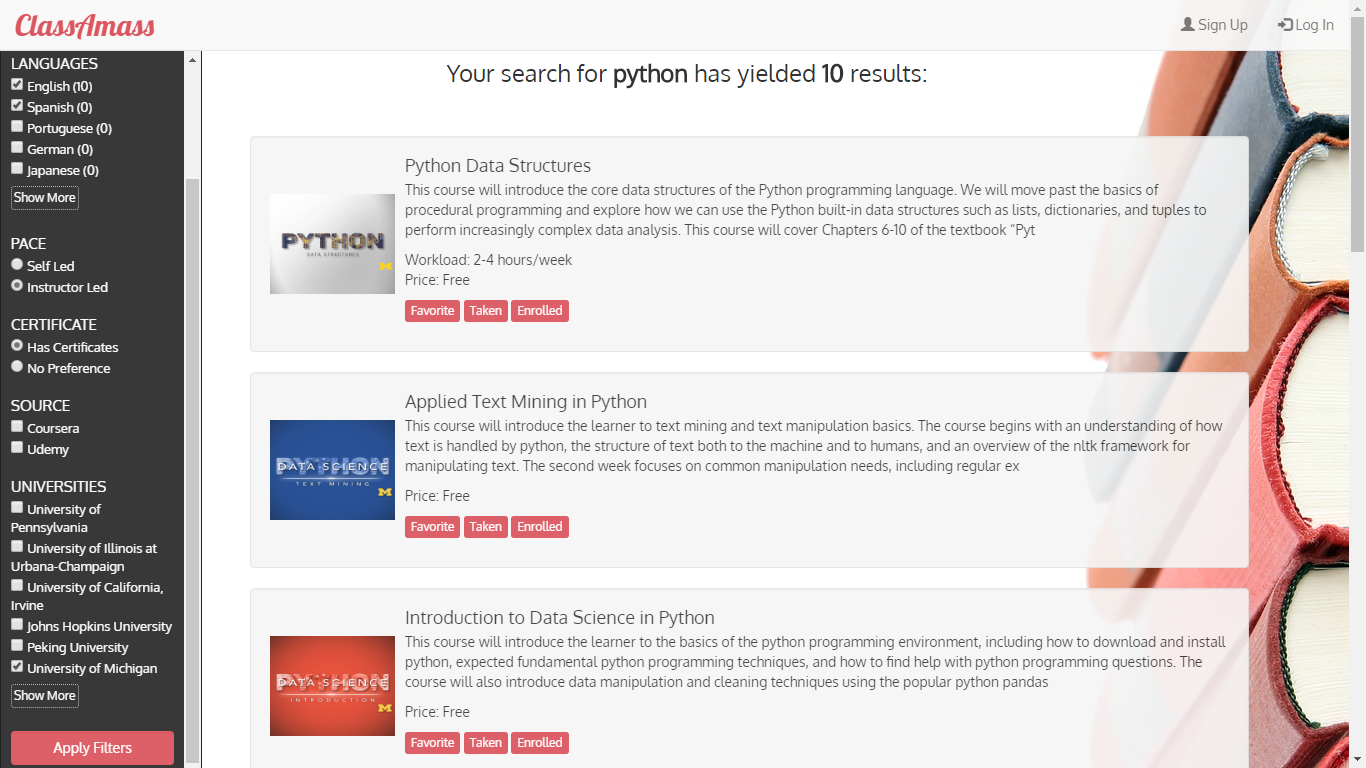 ClassAmass
Sign Up
Log In
LANGUAGES
English (10)
Spanish (0)
Portuguese (0)
German (0)
Japanese (0)
Show More
PACE
Self Led
Instructor Led
CERTIFICATE
Has Certificates
No Preference
SOURCE
Coursera
Udemy
UNIVERSITIES
University of
Pennsylvania
University of Illinois at
Urbana-Champaign
University of California,
Irvine
Johns Hopkins University
Peking University
University of Michigan
Show More
Apply Filters
Your search for python has yielded 10 results:
PYTHON
DATA STRUCTURES
M
Python Data Structures
This course will introduce the core data structures of the Python programming language. We will move past the basics of
procedural programming and explore how we can use the Python built-in data structures such as lists, dictionaries, and tuples to
perform increasingly complex data analysis. This course will cover Chapters 6-10 of the textbook “Pyt
Workload: 2-4 hours/week
Price: Free
Favorite Taken Enrolled
PYTHON
DATA SCIENCE
TEXT MINING
M
Applied Text Mining in Python
This course will introduce the learner to text mining and text manipulation basics. The course begins with an understanding of how
text is handled by python, the structure of text both to the machine and to humans, and an overview of the nltk framework for
manipulating text. The second week focuses on common manipulation needs, including regular ex
Price: Free
Favorite Taken Enrolled
PYTHON
DATA SCIENCE
INTRODUCTION
M
Introduction to Data Science in Python
This course will introduce the learner to the basics of the python programming environment, including how to download and install
python, expected fundamental python programming techniques, and how to find help with python programming questions. The
course will also introduce data manipulation and cleaning techniques using the popular python pandas
Price: Free
Favorite Taken Enrolled